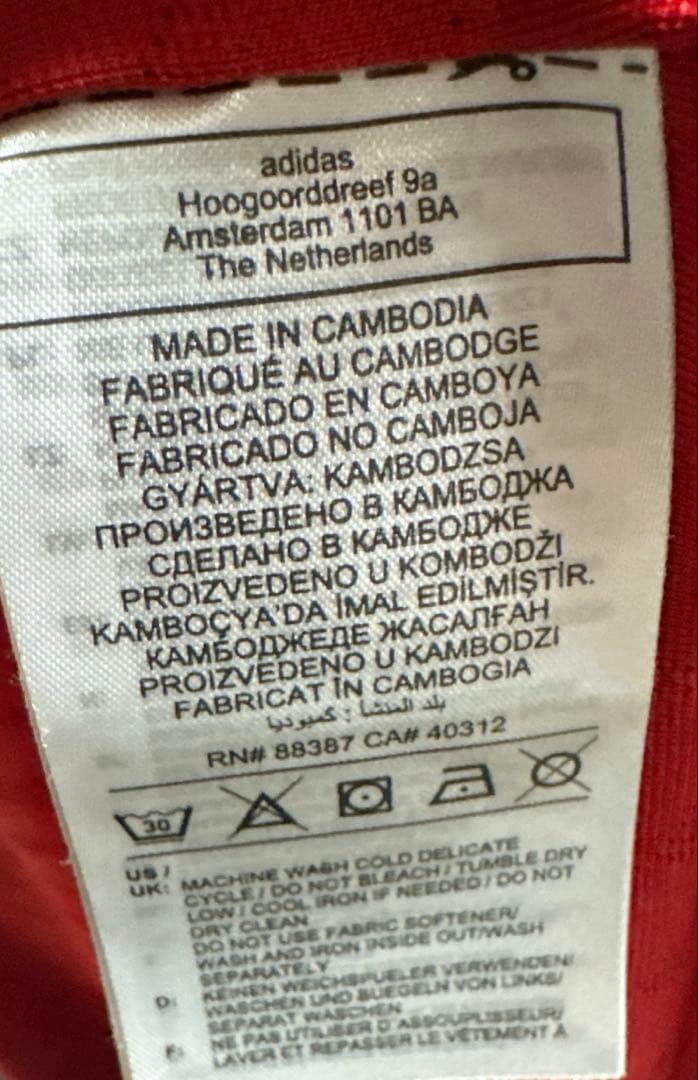 adidas
Hoogoorddreef 9a
Amsterdam 1101 BA
The Netherlands
MADE IN CAMBODIA
FABRIQUÉ AU CAMBODGE
FABRICADO EN CAMBOYA
FABRICADO NO CAMBOJA
GYÁRTVA: KAMBODZSA
ПРОИЗВЕДЕНО В КАМБОДЖА
СДЕЛАНО В КАМБОДЖЕ
PROIZVEDENO U KOMBODŽI
KAMBOÇYA'DA İMAL EDİLMİŞTİR.
КАМБОДЖЕДЕ ЖАСАЛҒАН
PROIZVEDENO U KAMBODZI
FABRICAT ÎN CAMBOGIA
بلد المنشأ : كمبوديا
RN# 88387 CA# 40312
30
US /
UK: MACHINE WASH COLD DELICATE
CYCLE / DO NOT BLEACH / TUMBLE DRY
LOW / COOL IRON IF NEEDED / DO NOT
DRY CLEAN
DO NOT USE FABRIC SOFTENER/
WASH AND IRON INSIDE OUT/WASH
SEPARATELY
D: KEINEN WEICHSPUELER VERWENDEN/
WASCHEN UND BUEGELN VON LINKS/
SEPARAT WASCHEN
F: NE PAS UTILISER D'ASSOUPLISSEUR/
LAVER ET REPASSER LE VETEMENT A